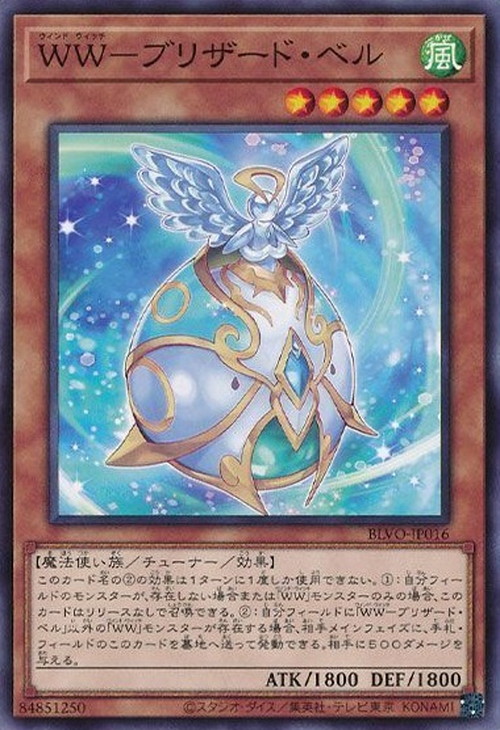 ウインド ウィッチ
WW－ブリザード・ベル
風
BLVO-JP016
【魔法使い族／チューナー／効果】
このカード名の②の効果は1ターンに1度しか使用できない。①：自分フィー
ルドのモンスターが、存在しない場合または「WW」モンスターのみの場合、この
カードはリリースなしで召喚できる。②：自分フィールドに「WW－ブリザード・
ベル」以外の「WW」モンスターが存在する場合、相手メインフェイズに、手札・
フィールドのこのカードを墓地へ送って発動できる。相手に500ダメージを
与える。
ATK/1800 DEF/1800
84851250 ©スタジオ・ダイス／集英社・テレビ東京 KONAMI